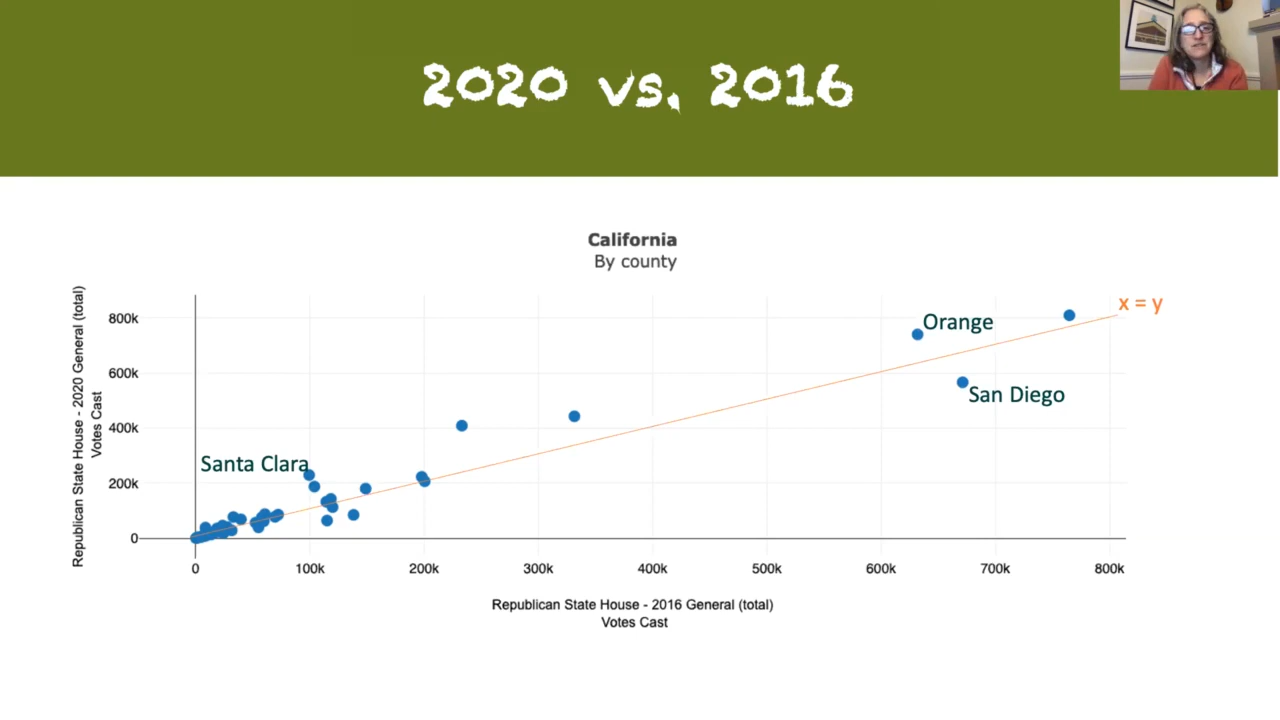 2020 vs. 2016
California
By county
x = y
Orange
San Diego
Santa Clara
Republican State House - 2020 General (total)
Votes Cast
800k
600k
400k
200k
0
0 100k 200k 300k 400k 500k 600k 700k 800k
Republican State House - 2016 General (total)
Votes Cast